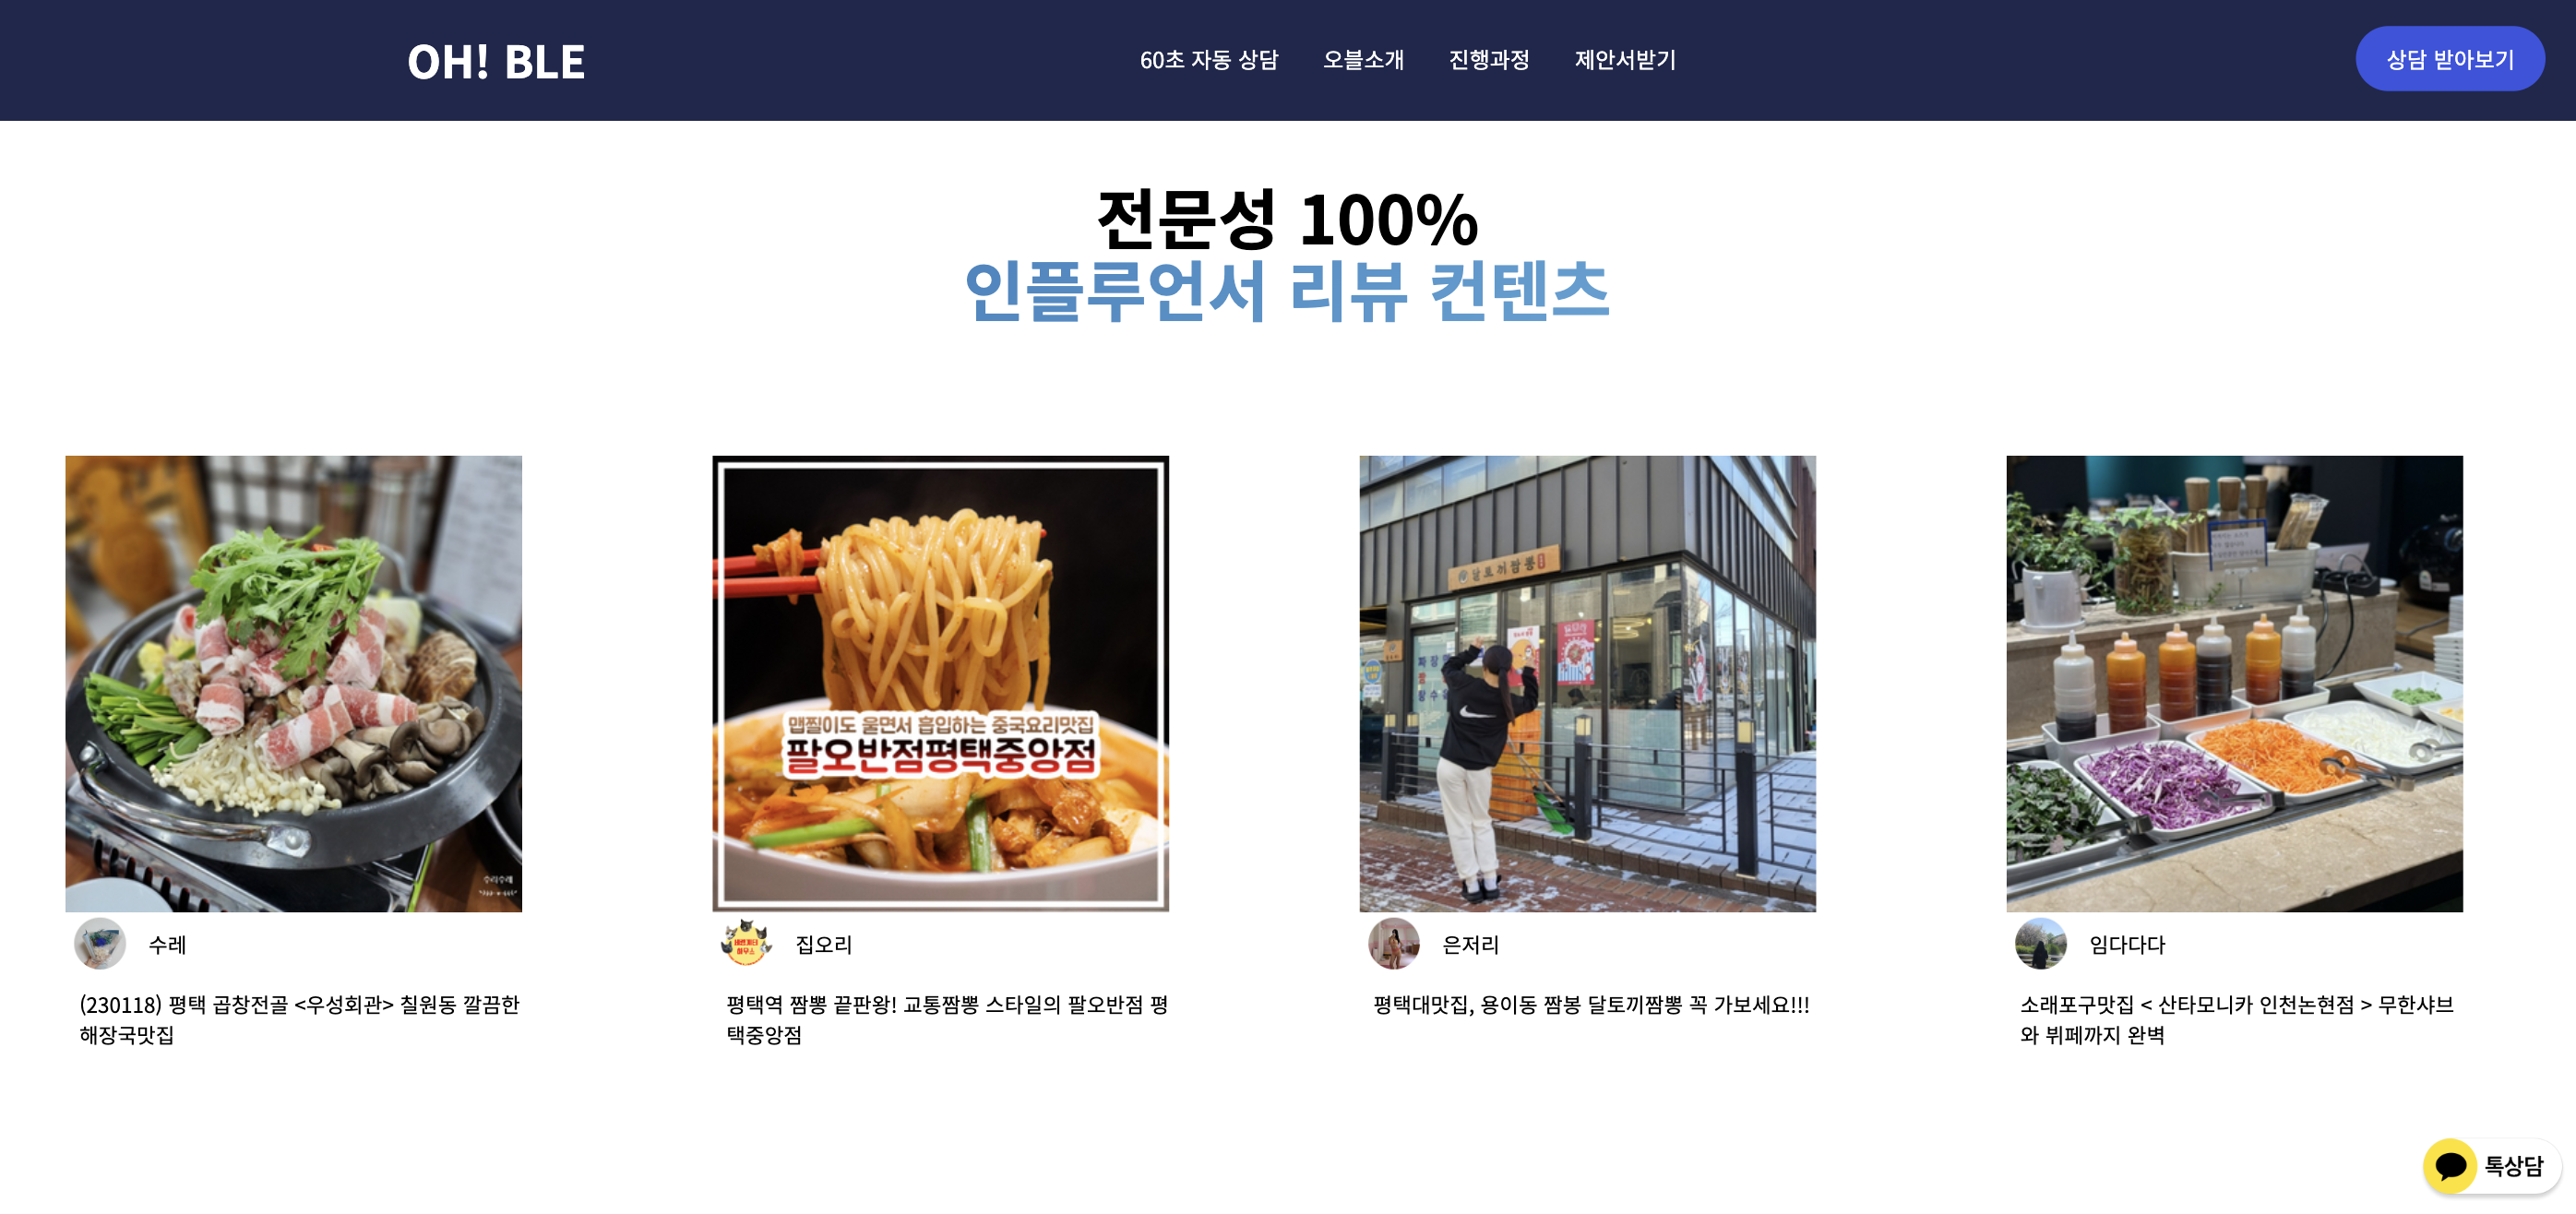 OH! BLE
60초 자동 상담
오블소개
진행과정
제안서받기
상담 받아보기
전문성 100%
인플루언서 리뷰 컨텐츠
달토끼짬뽕
맵찔이도 울면서 흡입하는 중국요리맛집
팔오반점평택중앙점
수레
(230118) 평택 곱창전골 <우성회관> 칠원동 깔끔한
해장국맛집
집오리
평택역 짬뽕 끝판왕! 교통짬뽕 스타일의 팔오반점 평
택중앙점
은저리
평택대맛집, 용이동 짬봉 달토끼짬뽕 꼭 가보세요!!!
임다다다
소래포구맛집 < 산타모니카 인천논현점 > 무한샤브
와 뷔페까지 완벽
톡상담